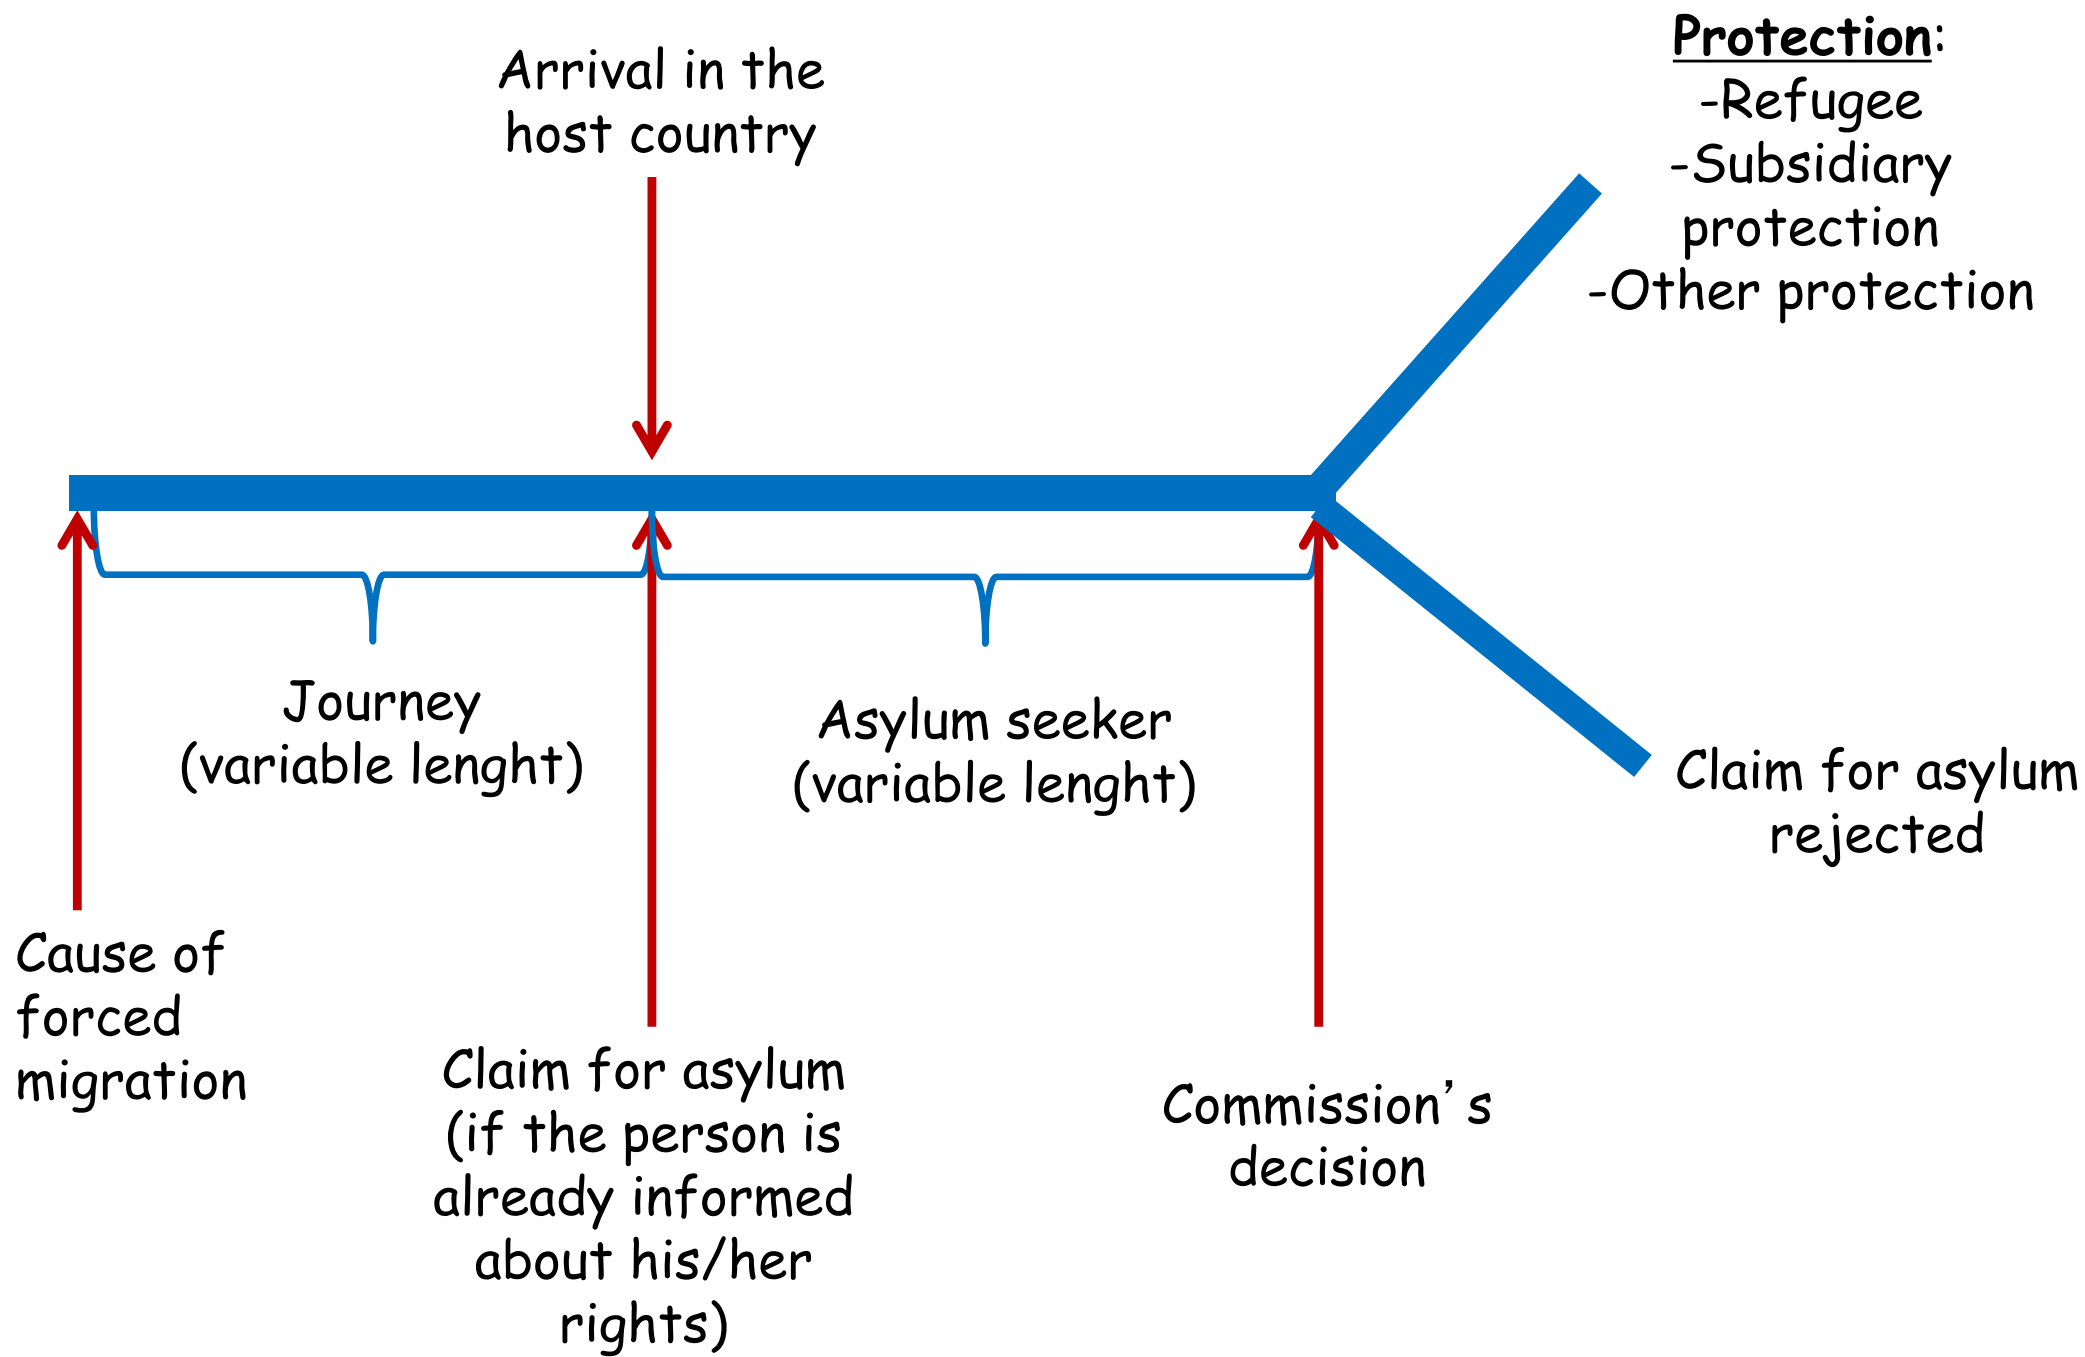 Protection:
-Refugee
-Subsidiary
protection
-Other protection
Arrival in the
host country
Journey
(variable lenght)
Asylum seeker
(variable lenght)
Claim for asylum
rejected
Cause of
forced
migration
Claim for asylum
(if the person is
already informed
about his/her
rights)
Commission’s
decision